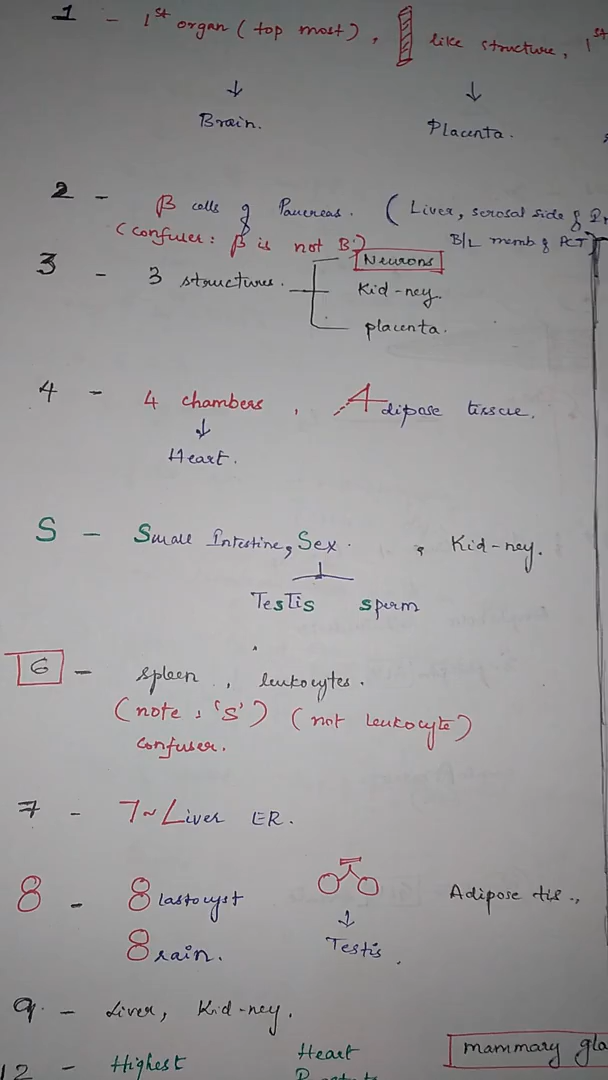 1 - 1st organ (top most), like structure, 1st
Brain. Placenta.
2 - β cells of Pancreas. (Liver, serosal side of
(confuser: β is not B.) B/L memb of PCT)
3 - 3 structures. Neurons
Kid-ney.
placenta.
4 - 4 chambers, Adipose tissue.
Heart.
5 - Small Intestine, Sex. , Kid-ney.
Testis sperm
6 - spleen, leukocytes.
(note, 'S') (not leukocyte)
confuser.
7 - 7~Liver ER.
8 - 8lastocyst Adipose tis.,
8rain. Testis.
9. - Liver, Kid-ney.
12 - Highest Heart mammary gla